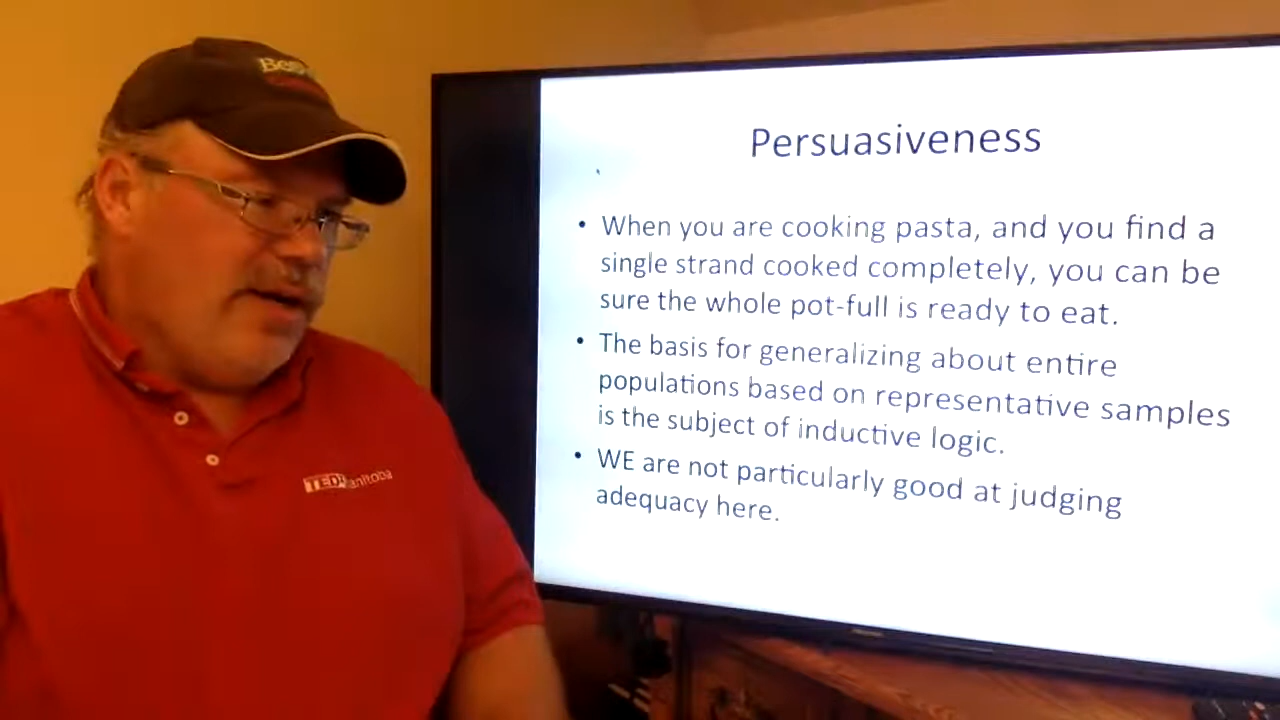 Persuasiveness
• When you are cooking pasta, and you find a
single strand cooked completely, you can be
sure the whole pot-full is ready to eat.
• The basis for generalizing about entire
populations based on representative samples
is the subject of inductive logic.
• WE are not particularly good at judging
adequacy here.
TEDxManitoba